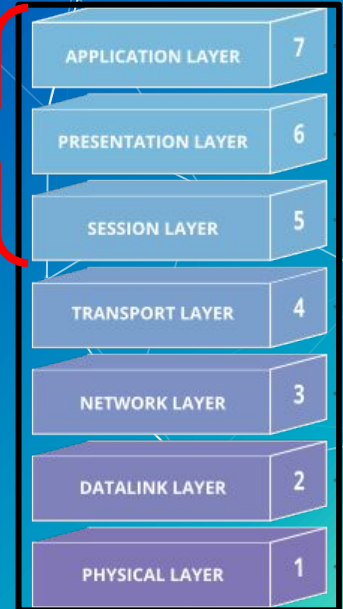 APPLICATION LAYER 7
PRESENTATION LAYER 6
SESSION LAYER 5
TRANSPORT LAYER 4
NETWORK LAYER 3
DATALINK LAYER 2
PHYSICAL LAYER 1